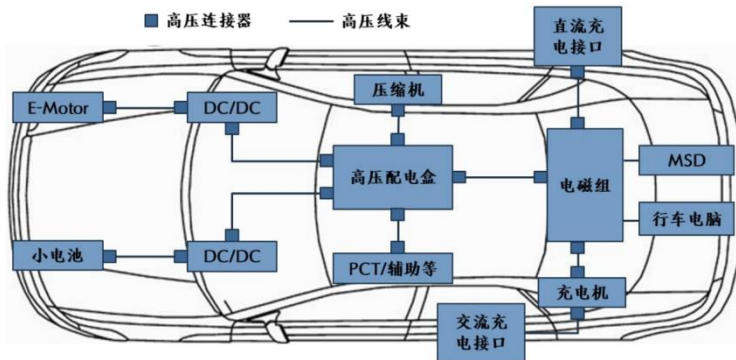 高压连接器
高压线束
直流充
电接口
E-Motor
DC/DC
压缩机
高压配电盒
电磁组
MSD
行车电脑
小电池
DC/DC
PCT/辅助等
充电机
交流充
电接口